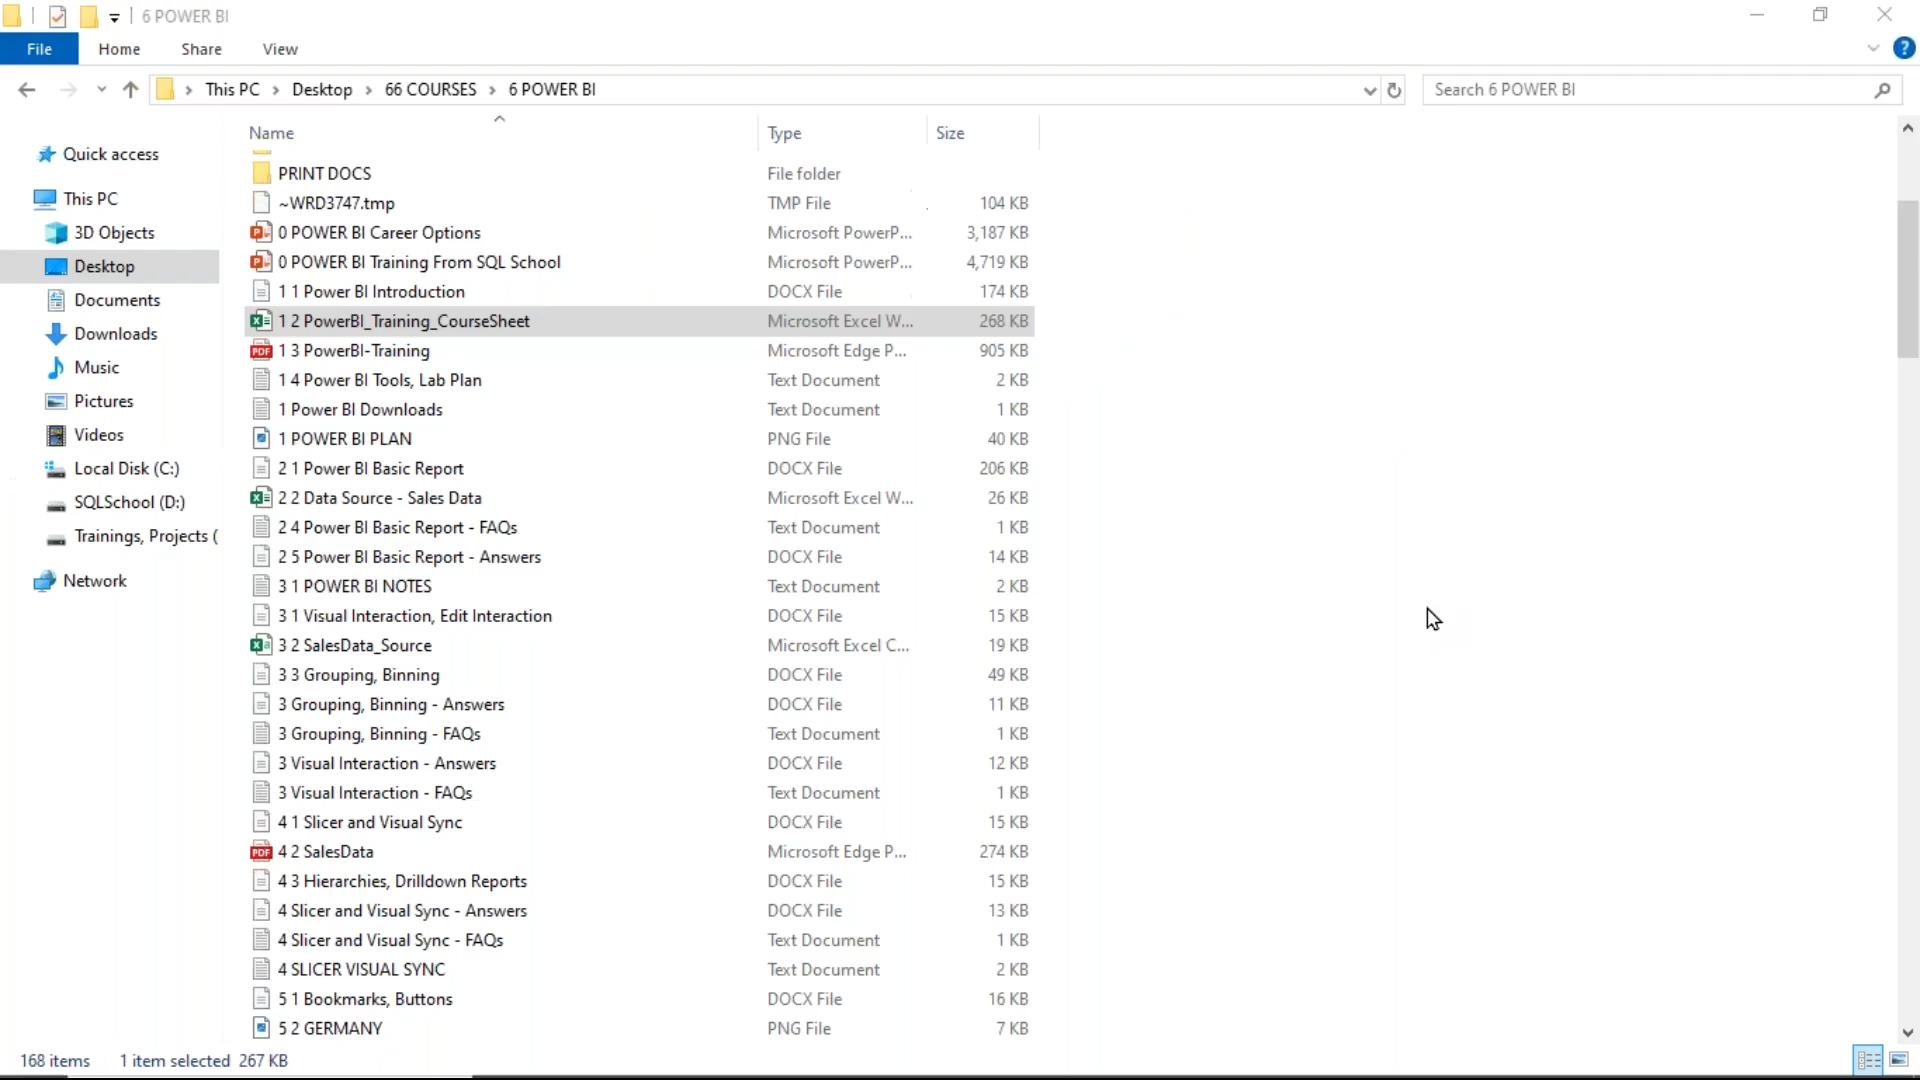 6 POWER BI
File Home Share View
This PC Desktop 66 COURSES 6 POWER BI Search 6 POWER BI
Name Type Size
Quick access
This PC
3D Objects
Desktop
Documents
Downloads
Music
Pictures
Videos
Local Disk (C:)
SQLSchool (D:)
Trainings, Projects (
Network
PRINT DOCS File folder
~WRD3747.tmp TMP File 104 KB
0 POWER BI Career Options Microsoft PowerP... 3,187 KB
0 POWER BI Training From SQL School Microsoft PowerP... 4,719 KB
1 1 Power BI Introduction DOCX File 174 KB
1 2 PowerBI_Training_CourseSheet Microsoft Excel W... 268 KB
1 3 PowerBI-Training Microsoft Edge P... 905 KB
1 4 Power BI Tools, Lab Plan Text Document 2 KB
1 Power BI Downloads Text Document 1 KB
1 POWER BI PLAN PNG File 40 KB
2 1 Power BI Basic Report DOCX File 206 KB
2 2 Data Source - Sales Data Microsoft Excel W... 26 KB
2 4 Power BI Basic Report - FAQs Text Document 1 KB
2 5 Power BI Basic Report - Answers DOCX File 14 KB
3 1 POWER BI NOTES Text Document 2 KB
3 1 Visual Interaction, Edit Interaction DOCX File 15 KB
3 2 SalesData_Source Microsoft Excel C... 19 KB
3 3 Grouping, Binning DOCX File 49 KB
3 Grouping, Binning - Answers DOCX File 11 KB
3 Grouping, Binning - FAQs Text Document 1 KB
3 Visual Interaction - Answers DOCX File 12 KB
3 Visual Interaction - FAQs Text Document 1 KB
4 1 Slicer and Visual Sync DOCX File 15 KB
4 2 SalesData Microsoft Edge P... 274 KB
4 3 Hierarchies, Drilldown Reports DOCX File 15 KB
4 Slicer and Visual Sync - Answers DOCX File 13 KB
4 Slicer and Visual Sync - FAQs Text Document 1 KB
4 SLICER VISUAL SYNC Text Document 2 KB
5 1 Bookmarks, Buttons DOCX File 16 KB
5 2 GERMANY PNG File 7 KB
168 items 1 item selected 267 KB